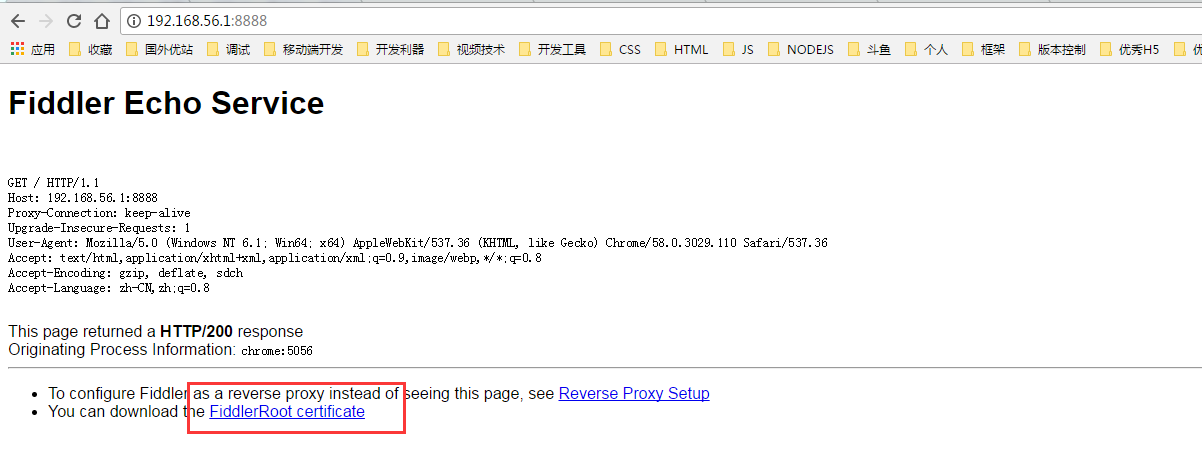 192.168.56.1:8888
应用 收藏 国外优站 调试 移动端开发 开发利器 视频技术 开发工具 CSS HTML JS NODEJS 斗鱼 个人 框架 版本控制 优秀H5 优
Fiddler Echo Service
GET / HTTP/1.1
Host: 192.168.56.1:8888
Proxy-Connection: keep-alive
Upgrade-Insecure-Requests: 1
User-Agent: Mozilla/5.0 (Windows NT 6.1; Win64; x64) AppleWebKit/537.36 (KHTML, like Gecko) Chrome/58.0.3029.110 Safari/537.36
Accept: text/html,application/xhtml+xml,application/xml;q=0.9,image/webp,*/*;q=0.8
Accept-Encoding: gzip, deflate, sdch
Accept-Language: zh-CN,zh;q=0.8
This page returned a HTTP/200 response
Originating Process Information: chrome:5056
• To configure Fiddler as a reverse proxy instead of seeing this page, see Reverse Proxy Setup
• You can download the FiddlerRoot certificate